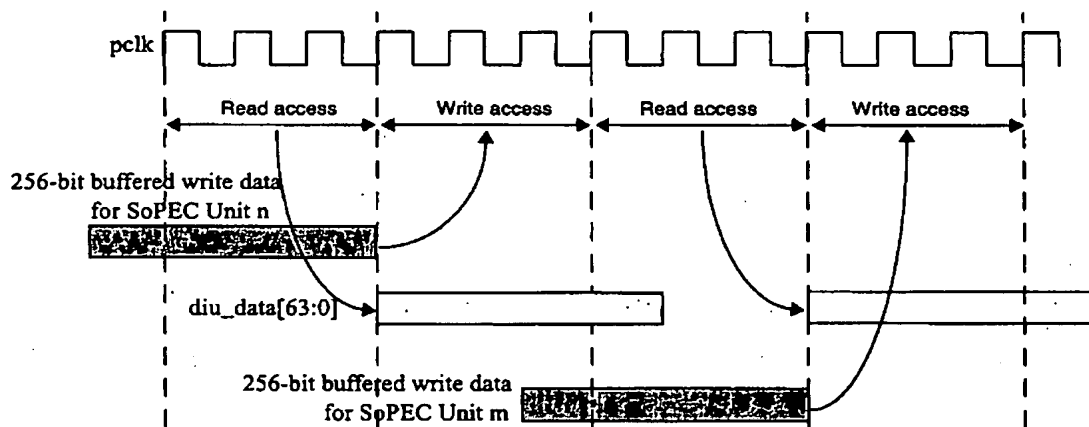 pclk
Read access
Write access
Read access
Write access
256-bit buffered write data
for SoPEC Unit n
diu_data[63:0]
256-bit buffered write data
for SoPEC Unit m